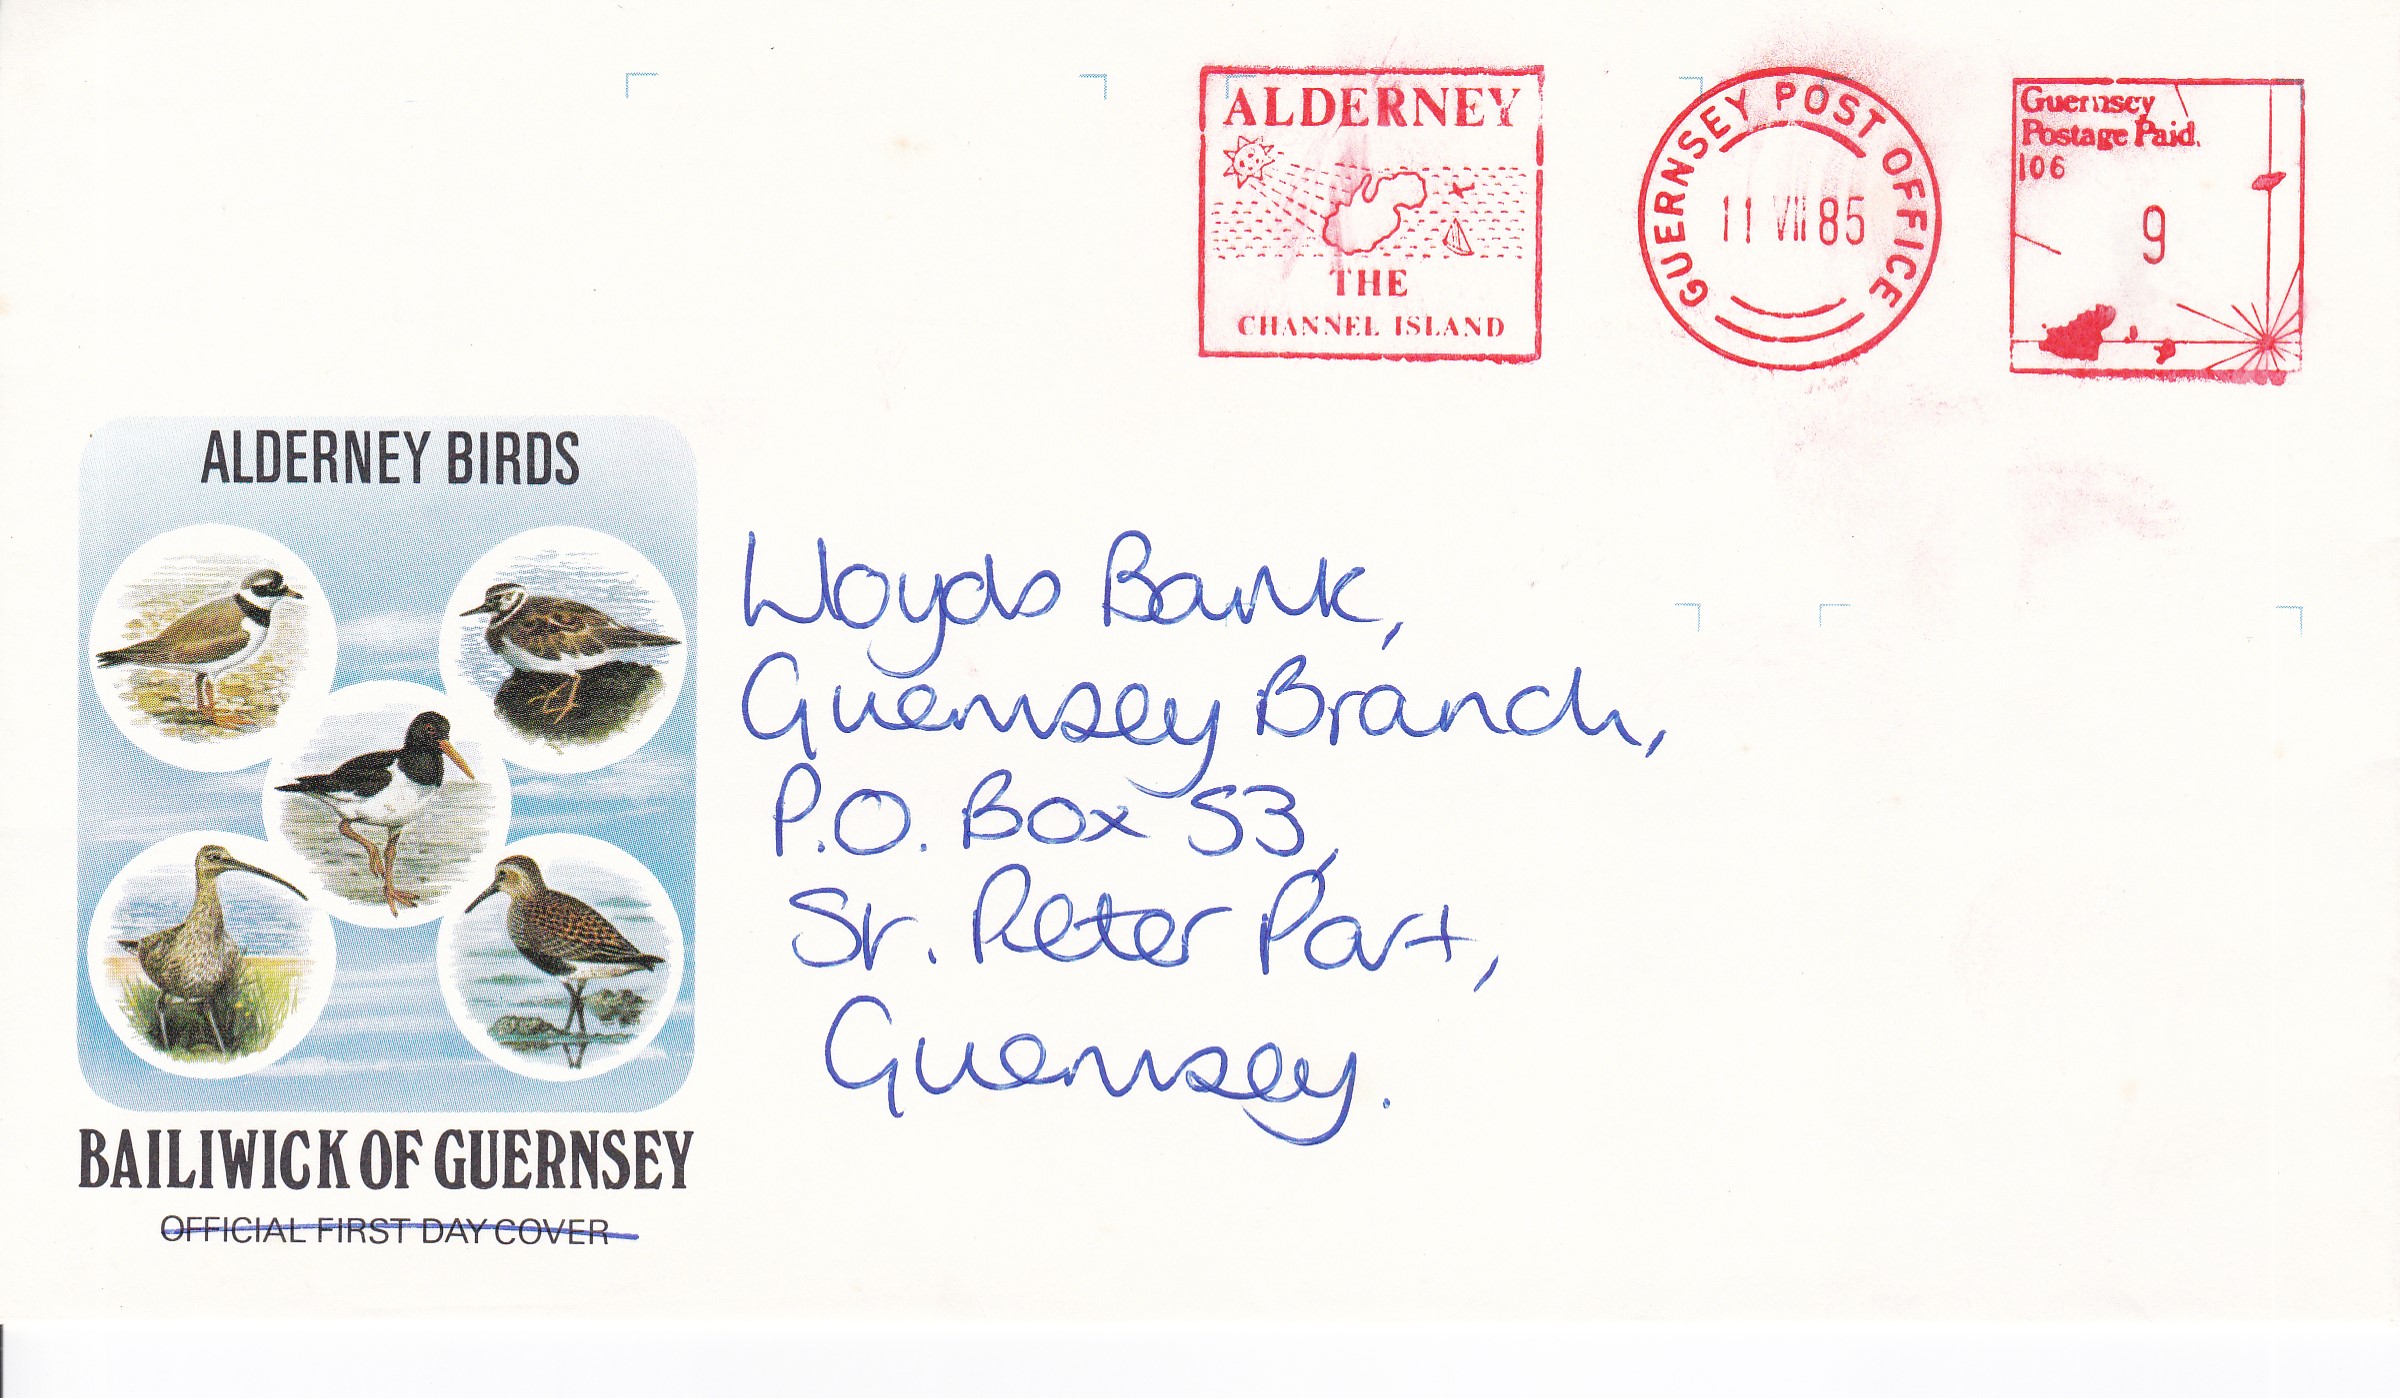 ALDERNEY
THE
CHANNEL ISLAND
GUERNSEY POST OFFICE
11 VII 85
Guernsey
Postage Paid.
106
9
ALDERNEY BIRDS
Lloyds Bank,
Guernsey Branch,
P.O. Box 53,
St. Peter Port,
Guernsey.
BAILIWICK OF GUERNSEY
OFFICIAL FIRST DAY COVER